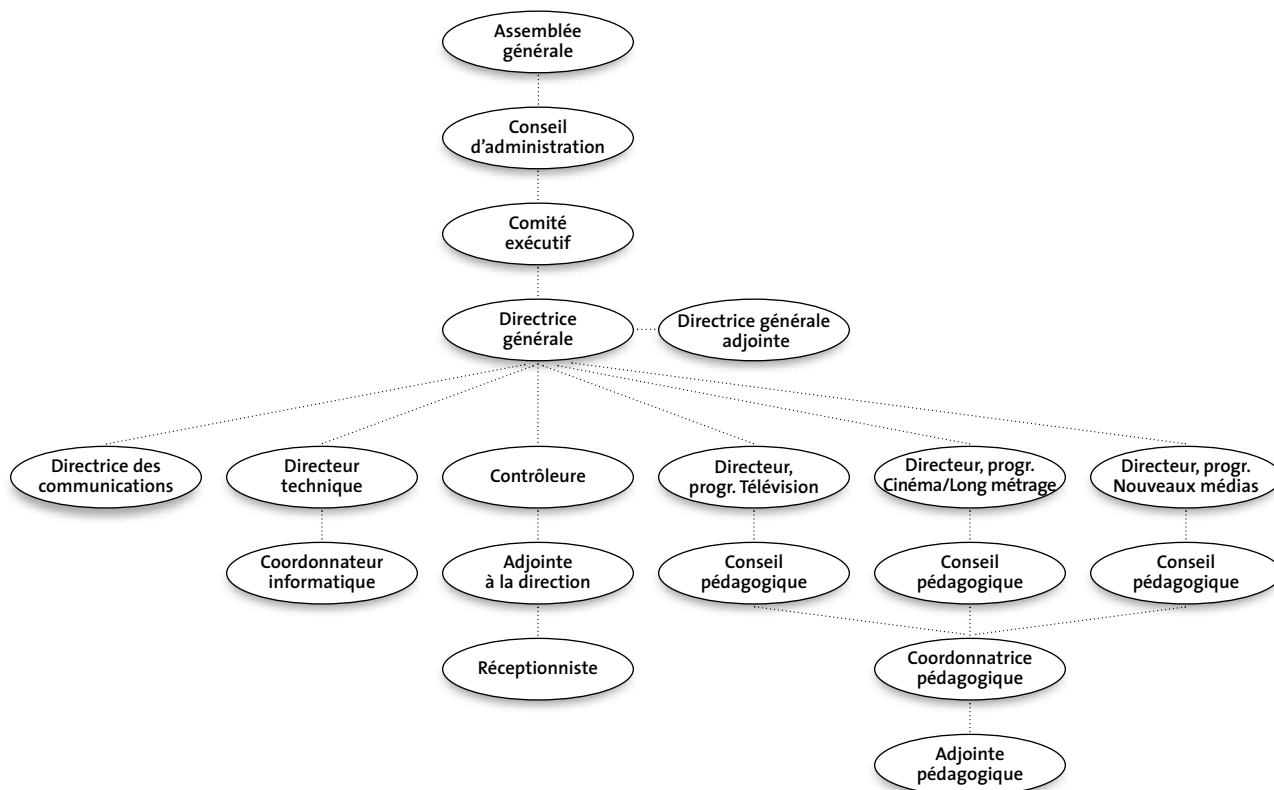 Assemblée
générale
Conseil
d’administration
Comité
exécutif
Directrice
générale
Directrice générale
adjointe
Directrice des
communications
Directeur
technique
Contrôleure
Directeur,
progr. Télévision
Directeur, progr.
Cinéma/Long métrage
Directeur, progr.
Nouveaux médias
Coordonnateur
informatique
Adjointe
à la direction
Conseil
pédagogique
Conseil
pédagogique
Conseil
pédagogique
Réceptionniste
Coordonnatrice
pédagogique
Adjointe
pédagogique